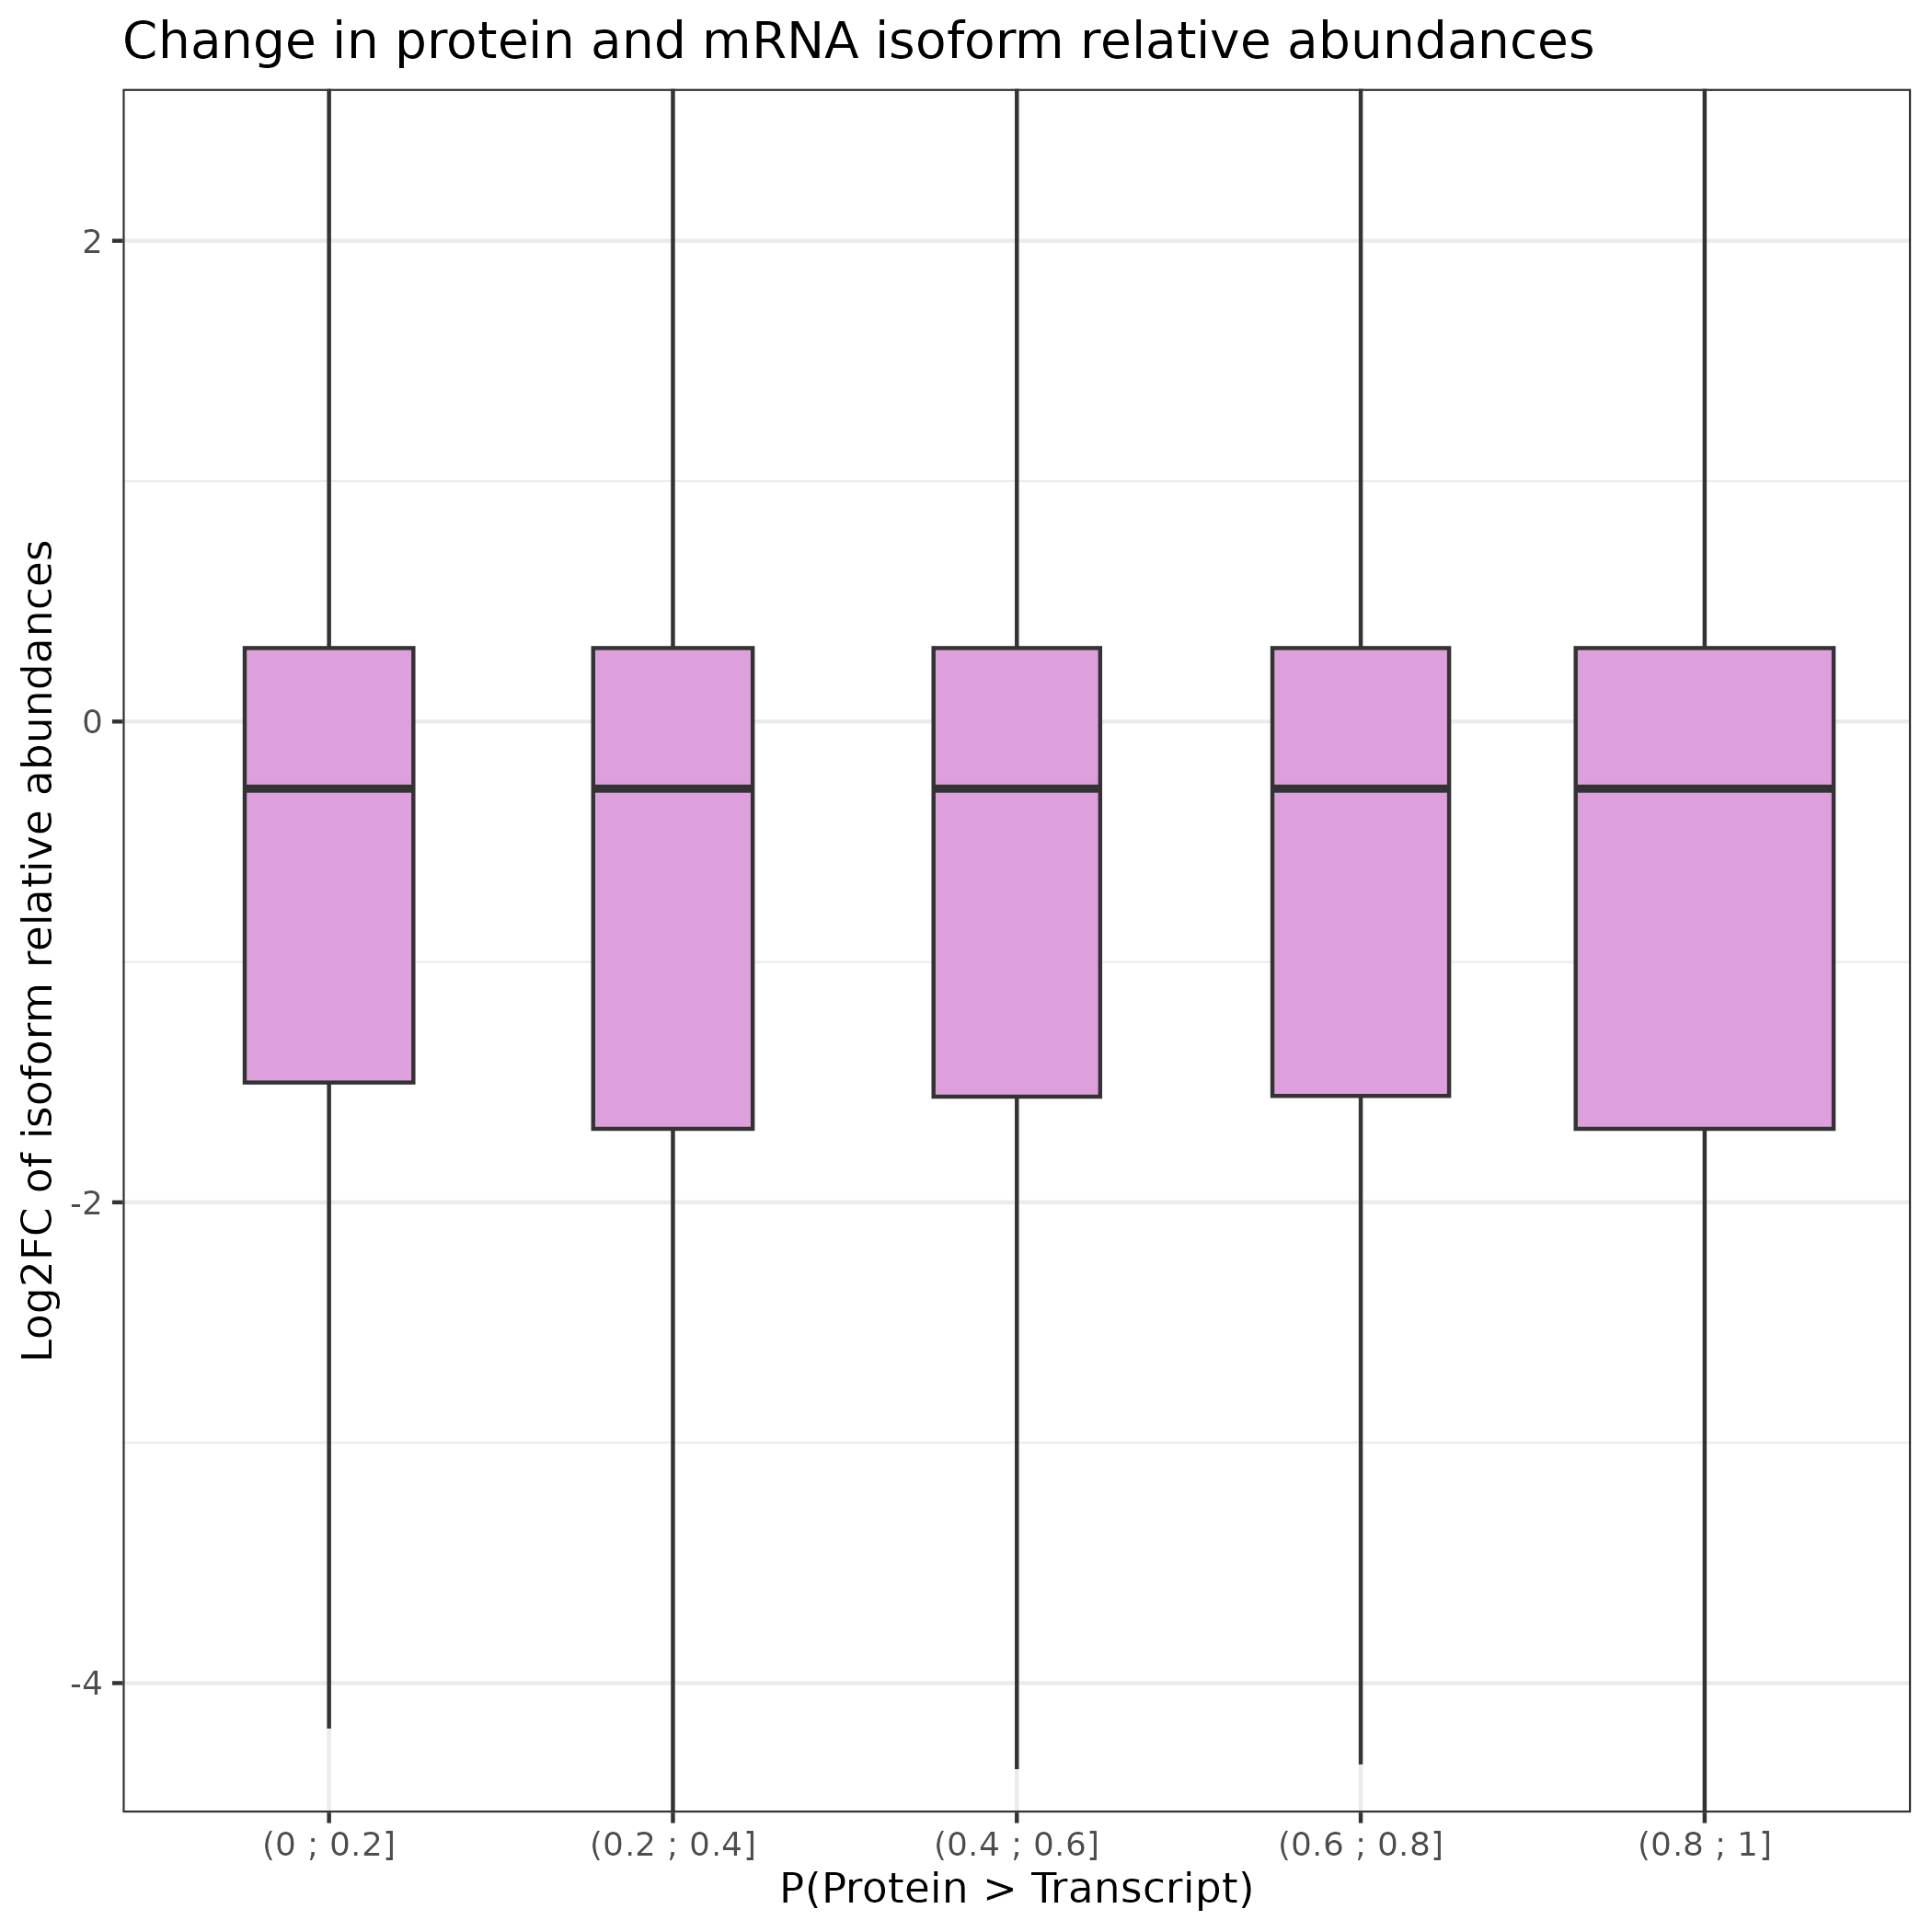 Change in protein and mRNA isoform relative abundances
Log2FC of isoform relative abundances
2
0
-2
-4
(0 ; 0.2]
(0.2 ; 0.4]
(0.4 ; 0.6]
(0.6 ; 0.8]
(0.8 ; 1]
P(Protein > Transcript)